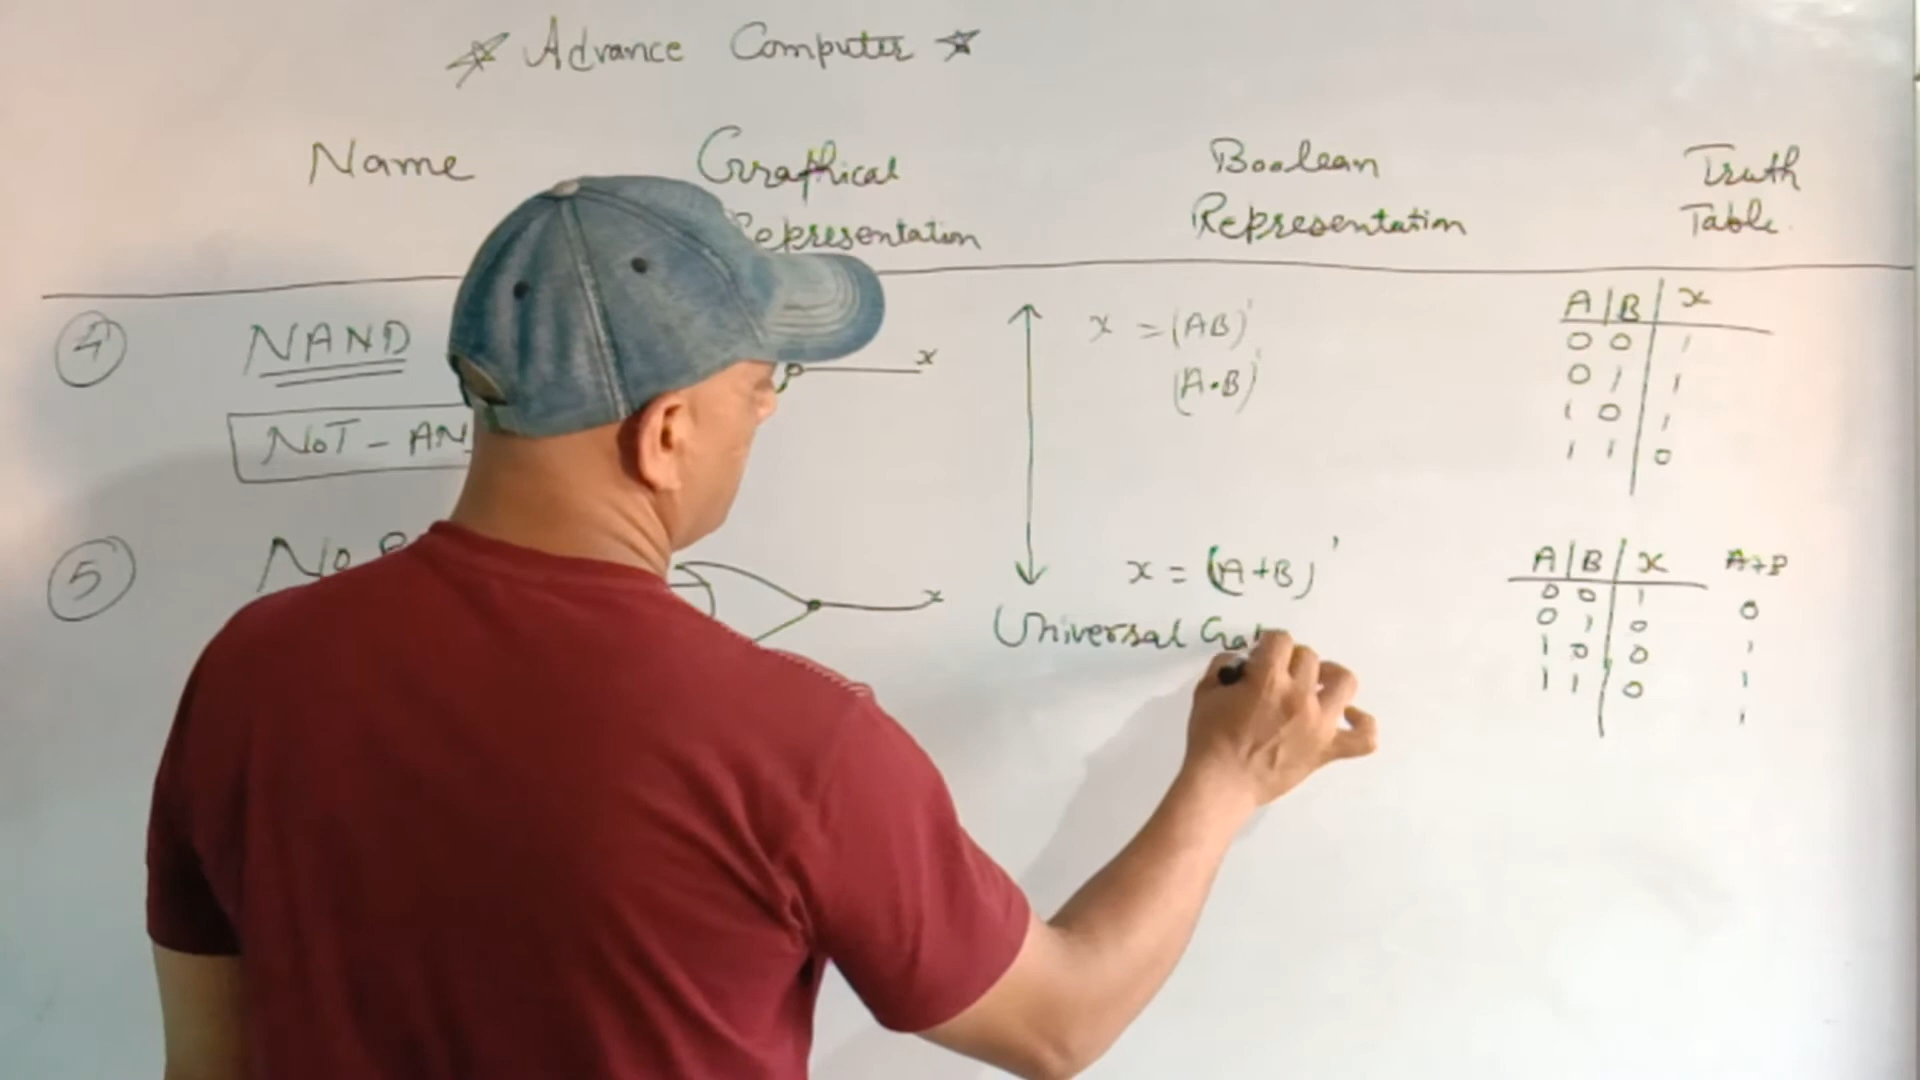 Advance Computer
Name Graphical Representation Boolean Representation Truth Table
4 NAND x x = (AB)'
(A·B)'
NOT-AN
A B x
0 0 1
0 1 1
1 0 1
1 1 0
5 NO x x = (A+B)'
Universal Gat
A B x A+B
0 0 1 0
0 1 0 1
1 0 0 1
1 1 0 1